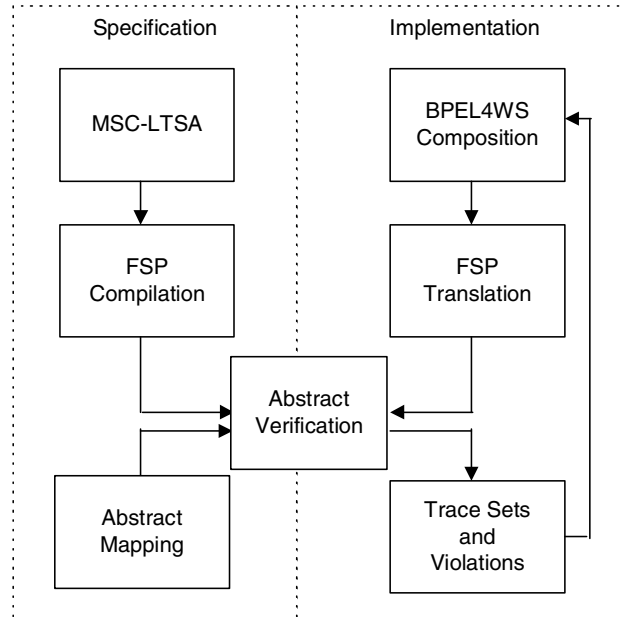 Specification
Implementation
MSC-LTSA
BPEL4WS
Composition
FSP
Compilation
FSP
Translation
Abstract
Verification
Abstract
Mapping
Trace Sets
and
Violations